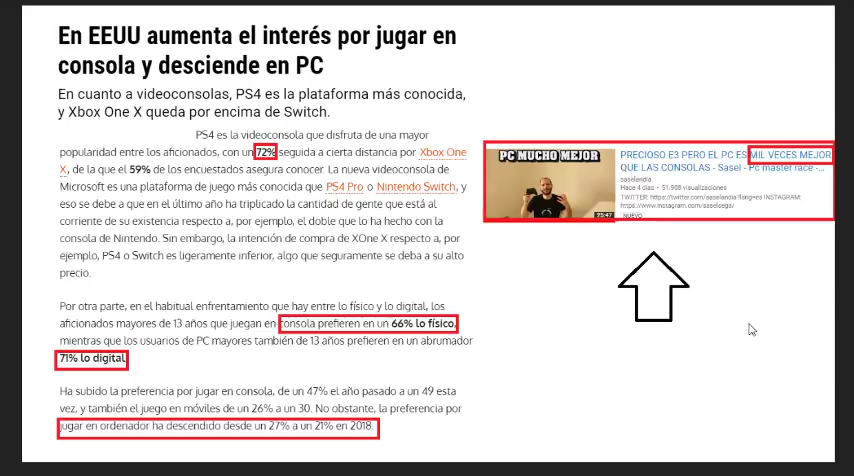 En EEUU aumenta el interés por jugar en
consola y desciende en PC
En cuanto a videoconsolas, PS4 es la plataforma más conocida,
y Xbox One X queda por encima de Switch.
PS4 es la videoconsola que disfruta de una mayor
popularidad entre los aficionados, con un 72% seguida a cierta distancia por Xbox One
X, de la que el 59% de los encuestados asegura conocer. La nueva videoconsola de
Microsoft es una plataforma de juego más conocida que PS4 Pro o Nintendo Switch, y
eso se debe a que en el último año ha triplicado la cantidad de gente que está al
corriente de su existencia respecto a, por ejemplo, el doble que lo ha hecho con la
consola de Nintendo. Sin embargo, la intención de compra de XOne X respecto a, por
ejemplo, PS4 o Switch es ligeramente inferior, algo que seguramente se deba a su alto
precio.
Por otra parte, en el habitual enfrentamiento que hay entre lo físico y lo digital, los
aficionados mayores de 13 años que juegan en consola prefieren en un 66% lo físico,
mientras que los usuarios de PC mayores también de 13 años prefieren en un abrumador
71% lo digital
Ha subido la preferencia por jugar en consola, de un 47% el año pasado a un 49 esta
vez, y también el juego en móviles de un 26% a un 30. No obstante, la preferencia por
jugar en ordenador ha descendido desde un 27% a un 21% en 2018.
PC MUCHO MEJOR
25:47
PRECIOSO E3 PERO EL PC ES MIL VECES MEJOR
QUE LAS CONSOLAS - Sasel - Pc master race - ...
saselandia
Hace 4 días • 51.908 visualizaciones
TWITTER: https://twitter.com/saselandia?lang=es INSTAGRAM:
https://www.instagram.com/saselcega/
NUEVO